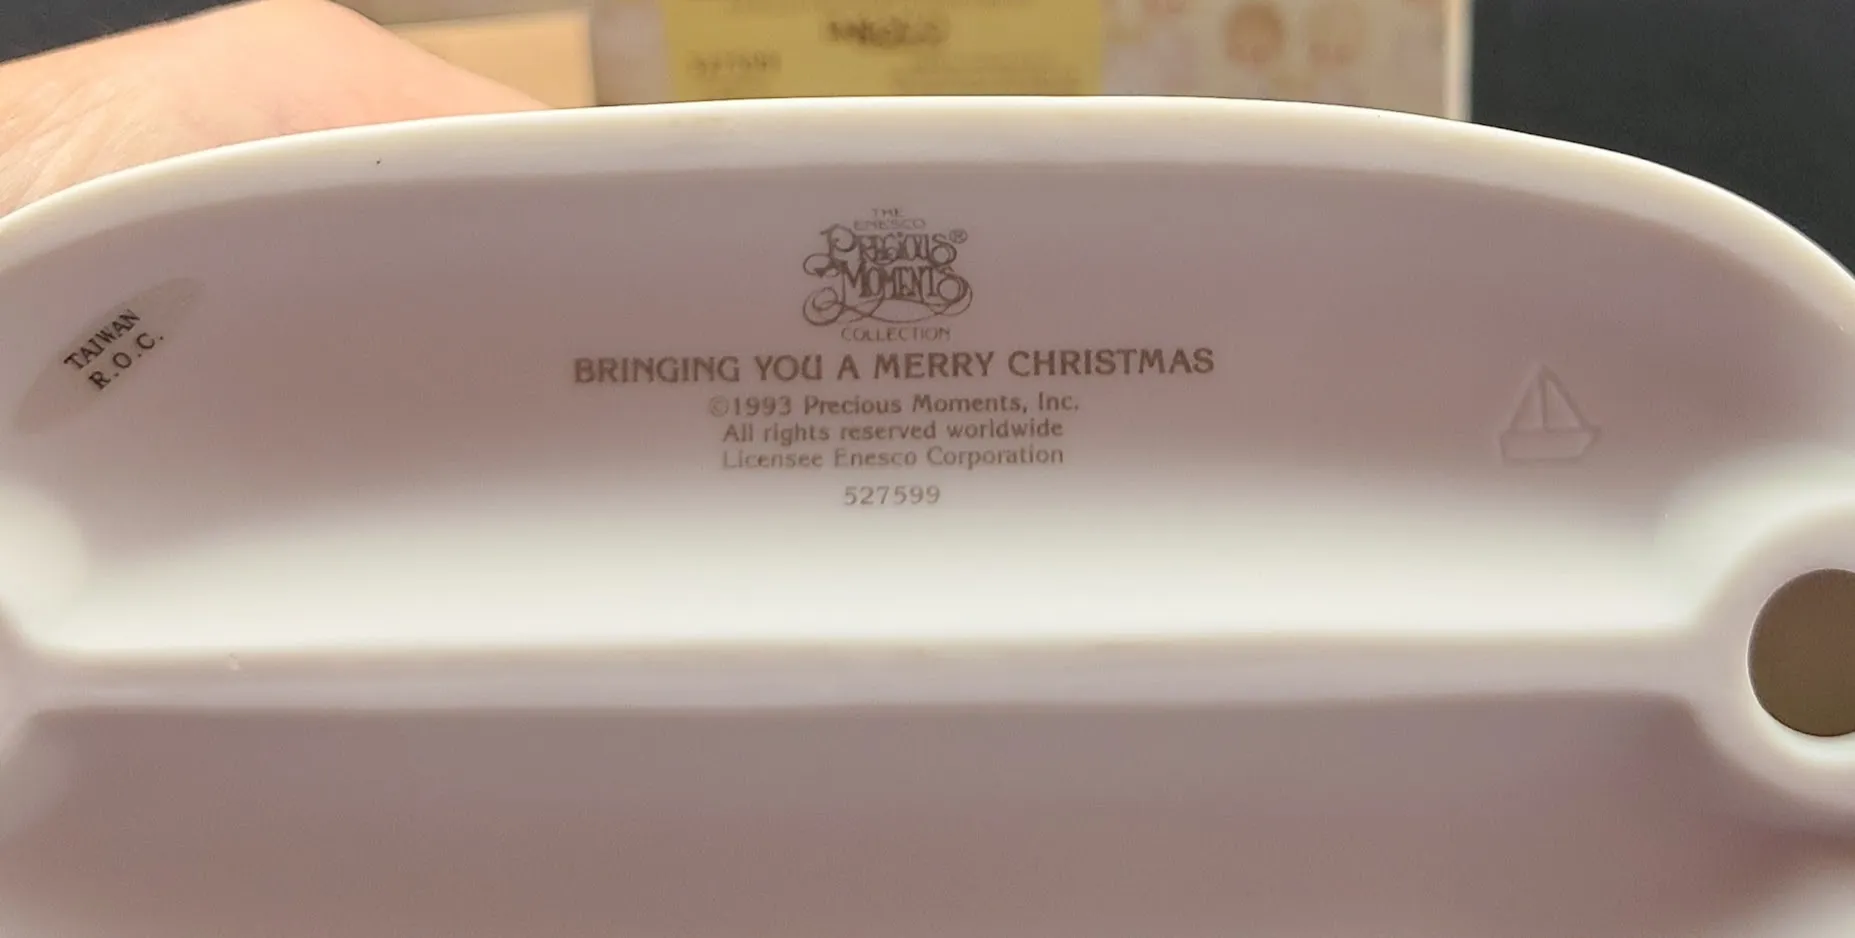 THE
ENESCO
PRECIOUS®
MOMENTS
COLLECTION
BRINGING YOU A MERRY CHRISTMAS
©1993 Precious Moments, Inc.
All rights reserved worldwide
Licensee Enesco Corporation
527599
TAIWAN
R.O.C.